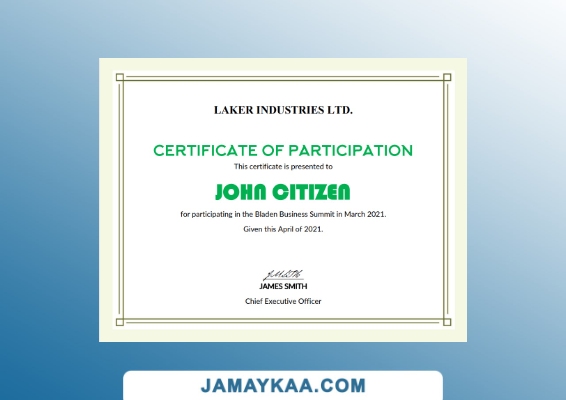 LAKER INDUSTRIES LTD.
CERTIFICATE OF PARTICIPATION
This certificate is presented to
JOHN CITIZEN
for participating in the Bladen Business Summit in March 2021.
Given this April of 2021.
JAMES SMITH
Chief Executive Officer
JAMAYKAA.COM